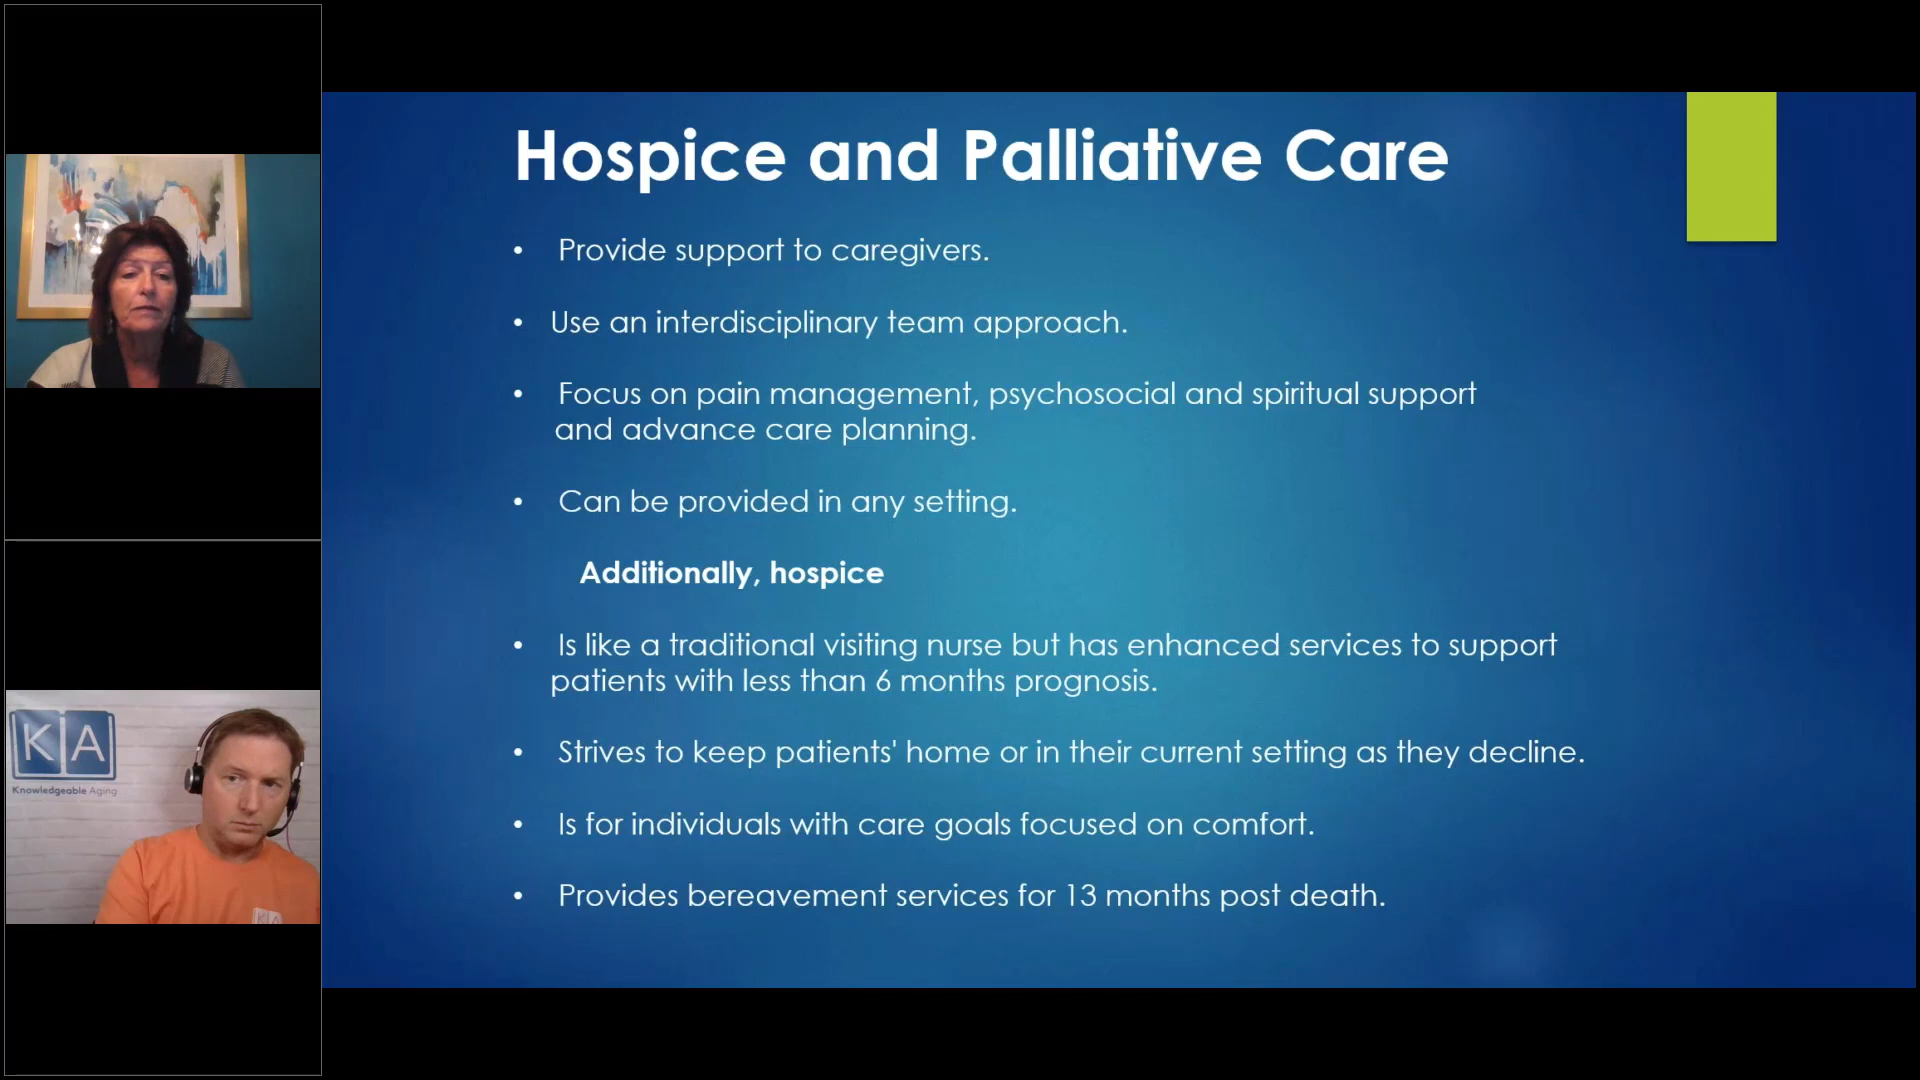 Hospice and Palliative Care
• Provide support to caregivers.
• Use an interdisciplinary team approach.
• Focus on pain management, psychosocial and spiritual support
and advance care planning.
• Can be provided in any setting.
Additionally, hospice
• Is like a traditional visiting nurse but has enhanced services to support
patients with less than 6 months prognosis.
• Strives to keep patients' home or in their current setting as they decline.
• Is for individuals with care goals focused on comfort.
• Provides bereavement services for 13 months post death.
KA
Knowledgeable Aging
KA